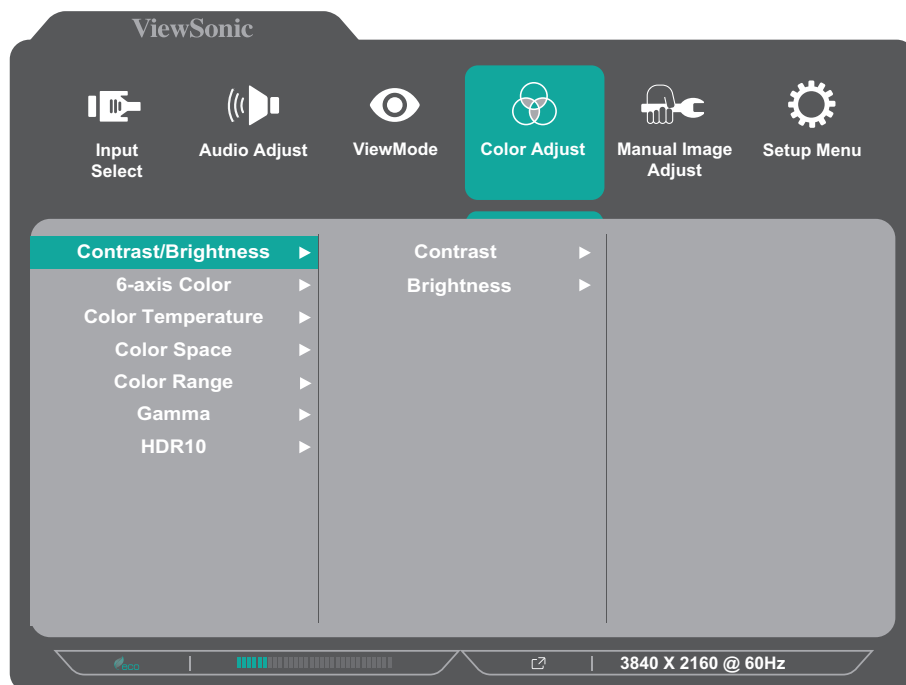 ViewSonic
Input Select
Audio Adjust
ViewMode
Color Adjust
Manual Image Adjust
Setup Menu
Contrast/Brightness
6-axis Color
Color Temperature
Color Space
Color Range
Gamma
HDR10
Contrast
Brightness
eco
3840 X 2160 @ 60Hz